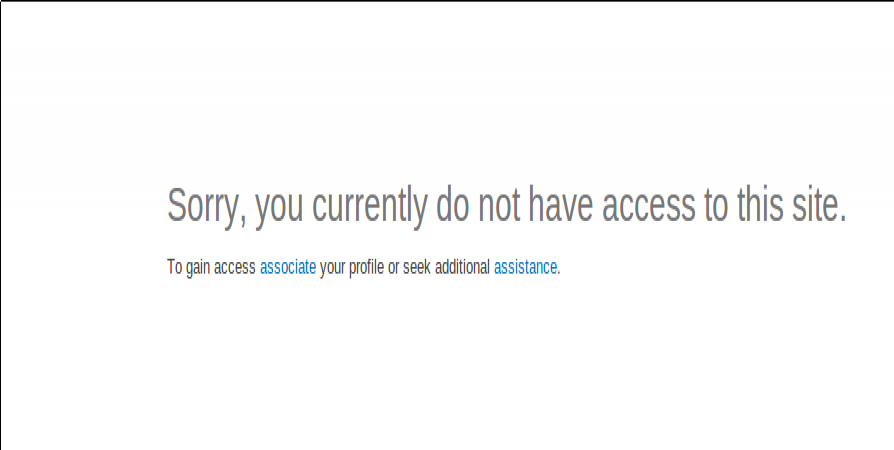 Sorry, you currently do not have access to this site.
To gain access associate your profile or seek additional assistance.